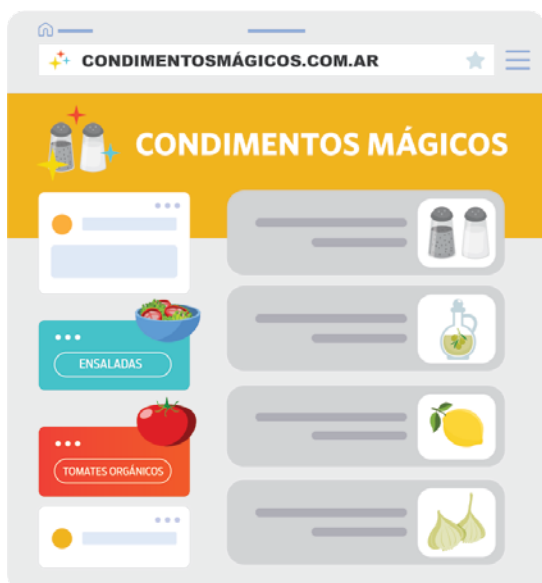 CONDIMENTOSMÁGICOS.COM.AR
CONDIMENTOS MÁGICOS
ENSALADAS
TOMATES ORGÁNICOS